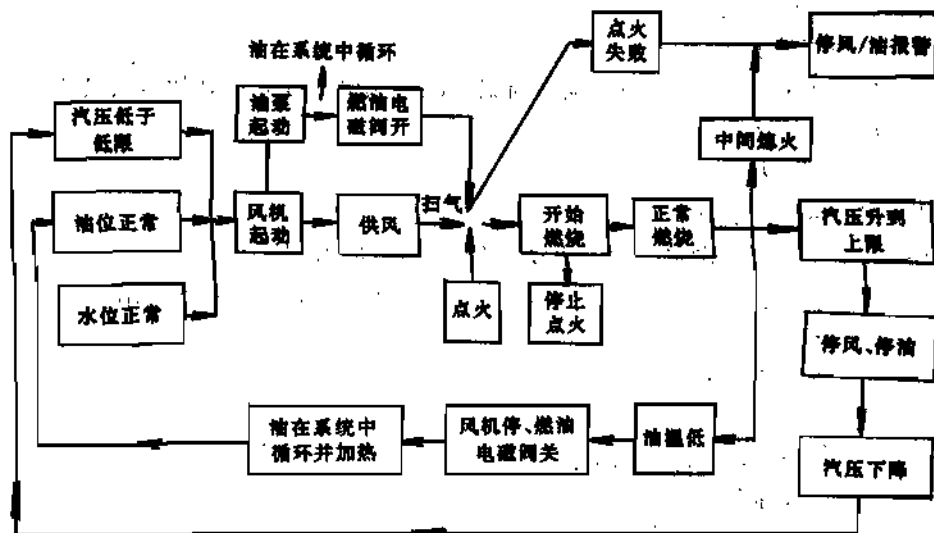 油在系统中循环
点火
失败
停风/油报警
汽压低于
低限
油泵
起动
燃油电
磁阀开
中间熄火
油位正常
风机
起动
供风
扫气
开始
燃烧
正常
燃烧
汽压升到
上限
水位正常
点火
停止
点火
停风、停油
油在系统中
循环并加热
风机停、燃油
电磁阀关
油温低
汽压下降